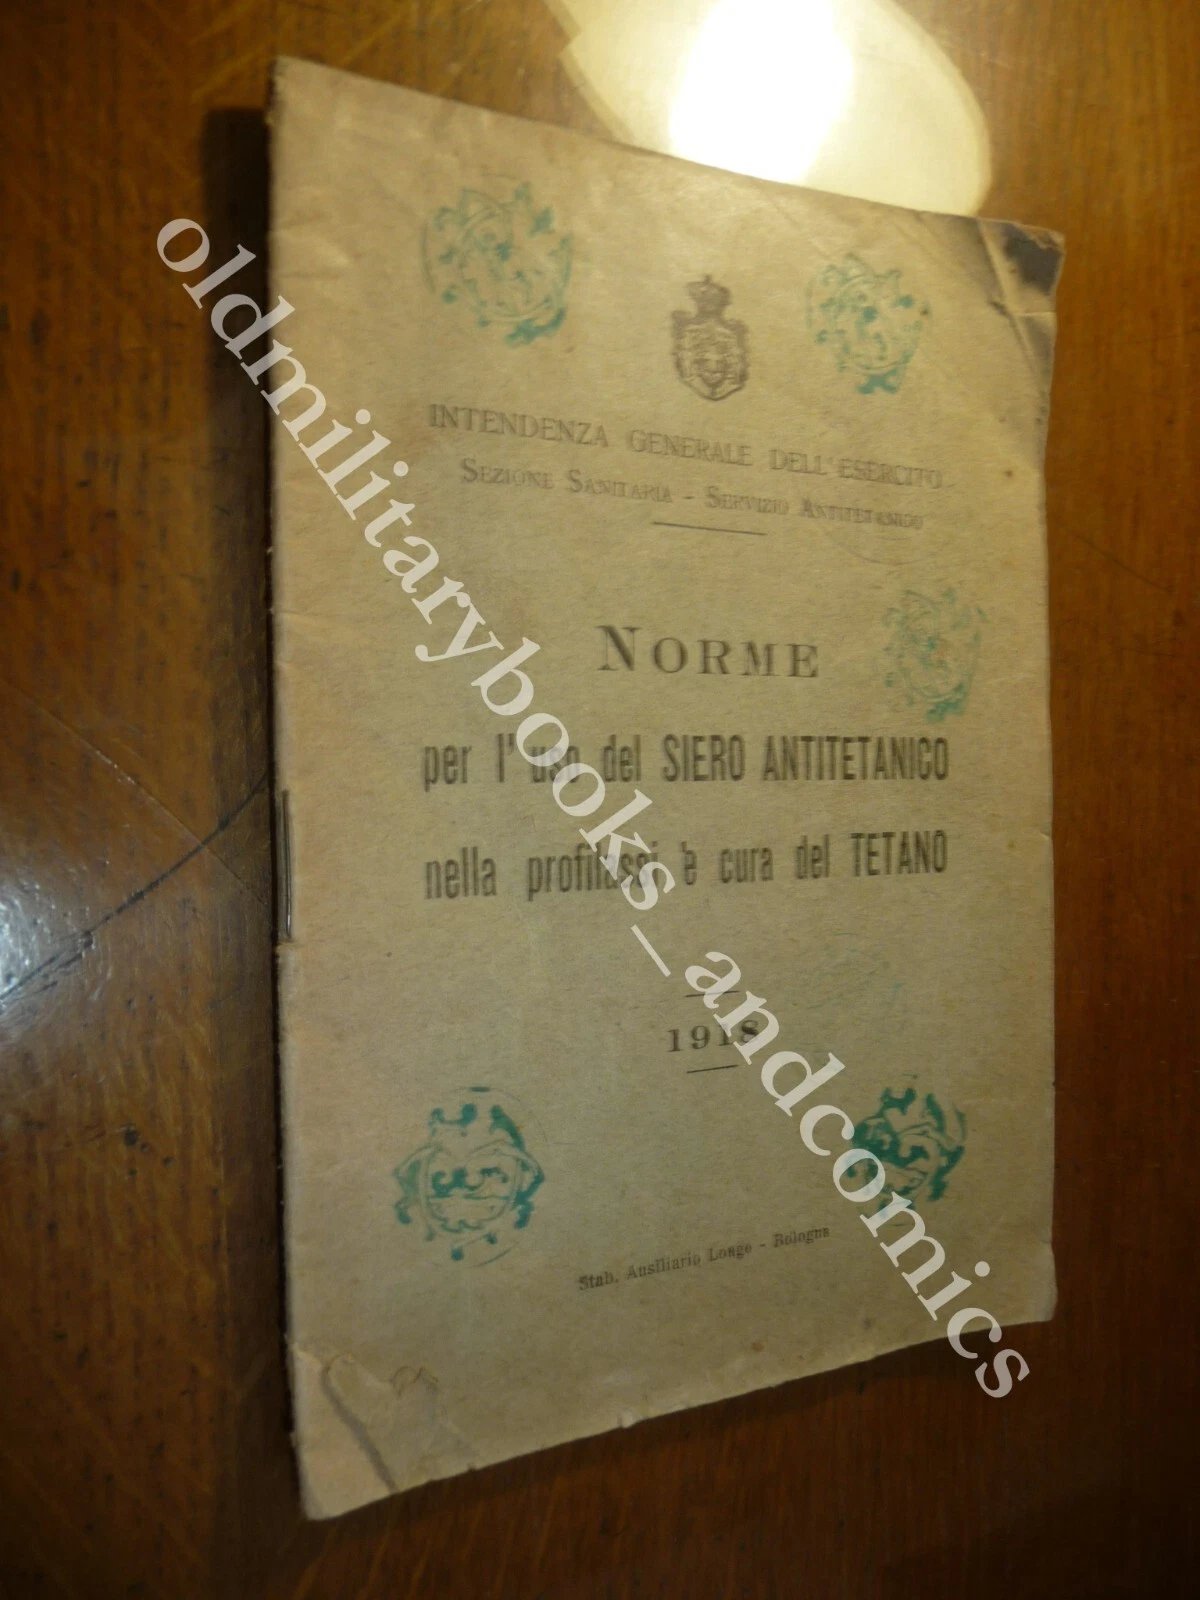 INTENDENZA GENERALE DELL'ESERCITO
SEZIONE SANITARIA - SERVIZIO ANTITETANICO
NORME
per l'uso del SIERO ANTITETANICO
nella profilassi e cura del TETANO
1918
Stab. Ausiliario Longo - Bologna
oldmilitarybooks_andcomics